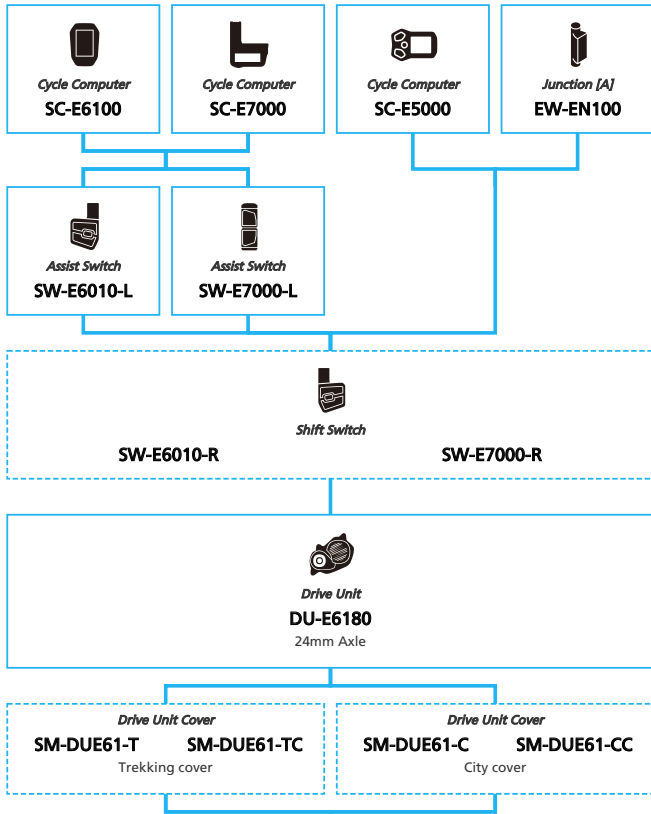 Cycle Computer
SC-E6100
Cycle Computer
SC-E7000
Cycle Computer
SC-E5000
Junction [A]
EW-EN100
Assist Switch
SW-E6010-L
Assist Switch
SW-E7000-L
Shift Switch
SW-E6010-R SW-E7000-R
Drive Unit
DU-E6180
24mm Axle
Drive Unit Cover
SM-DUE61-T SM-DUE61-TC
Trekking cover
Drive Unit Cover
SM-DUE61-C SM-DUE61-CC
City cover